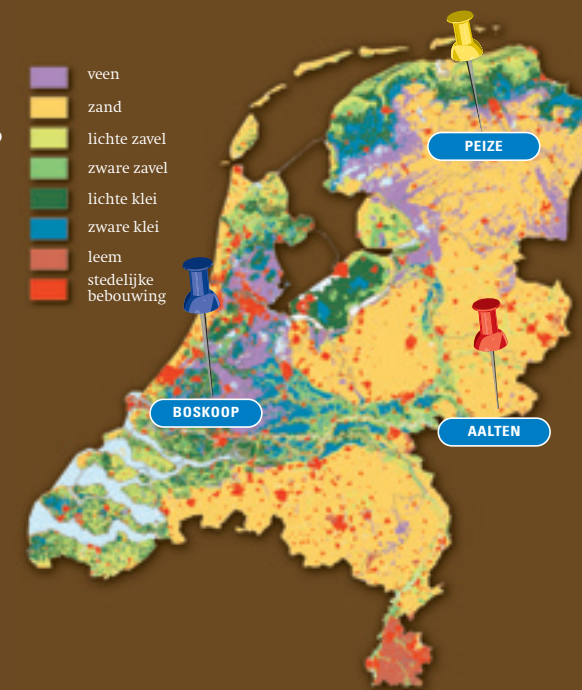 veen
zand
lichte zavel
zware zavel
lichte klei
zware klei
leem
stedelijke
bebouwing
PEIZE
BOSKOOP
AALTEN